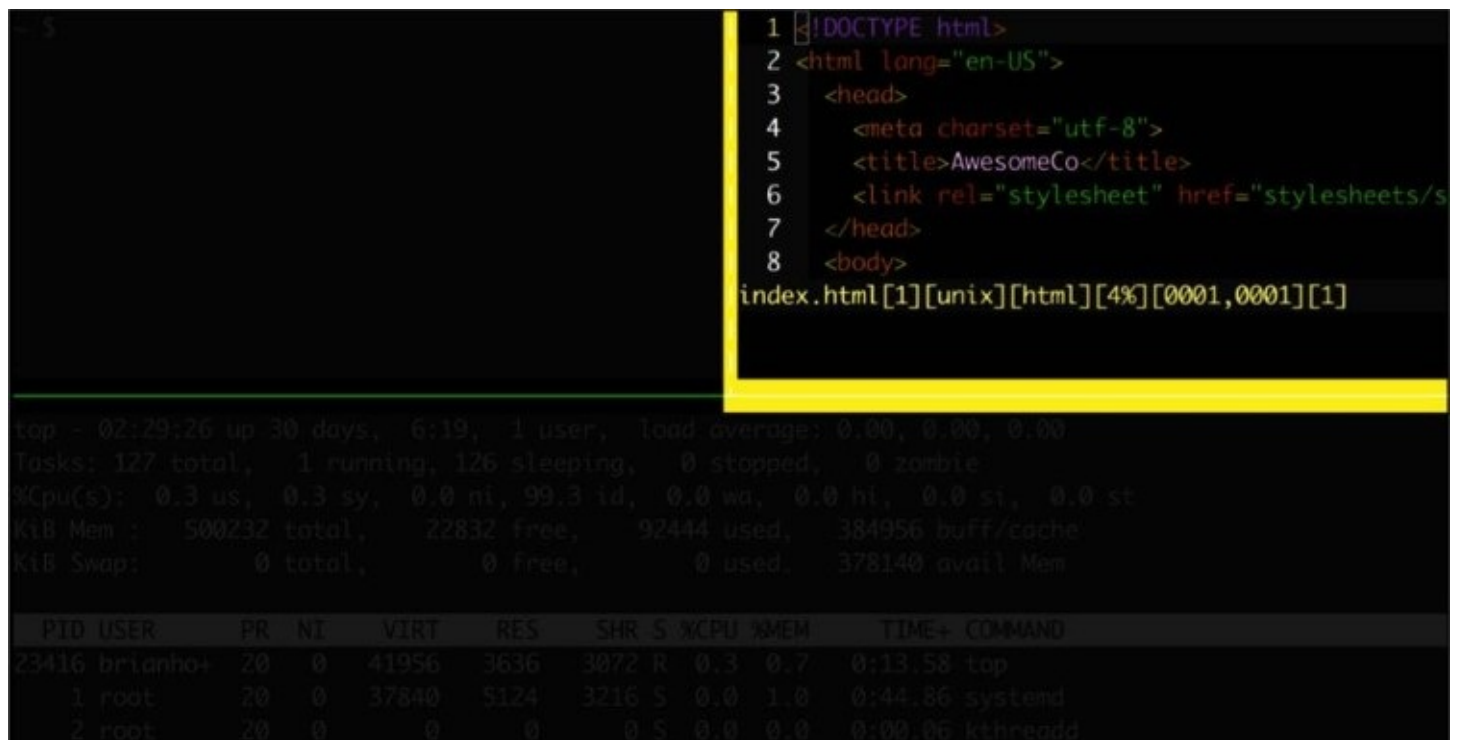 ~ $
1 <!DOCTYPE html>
2 <html lang="en-US">
3 <head>
4 <meta charset="utf-8">
5 <title>AwesomeCo</title>
6 <link rel="stylesheet" href="stylesheets/s
7 </head>
8 <body>
index.html[1][unix][html][4%][0001,0001][1]
top - 02:29:26 up 30 days, 6:19, 1 user, load average: 0.00, 0.00, 0.00
Tasks: 127 total, 1 running, 126 sleeping, 0 stopped, 0 zombie
%Cpu(s): 0.3 us, 0.3 sy, 0.0 ni, 99.3 id, 0.0 wa, 0.0 hi, 0.0 si, 0.0 st
KiB Mem : 500232 total, 22832 free, 92444 used, 384956 buff/cache
KiB Swap: 0 total, 0 free, 0 used. 378140 avail Mem
PID USER PR NI VIRT RES SHR S %CPU %MEM TIME+ COMMAND
23416 brianho+ 20 0 41956 3636 3072 R 0.3 0.7 0:13.58 top
1 root 20 0 37840 5124 3216 S 0.0 1.0 0:44.86 systemd
2 root 20 0 0 0 0 S 0.0 0.0 0:00.06 kthreadd